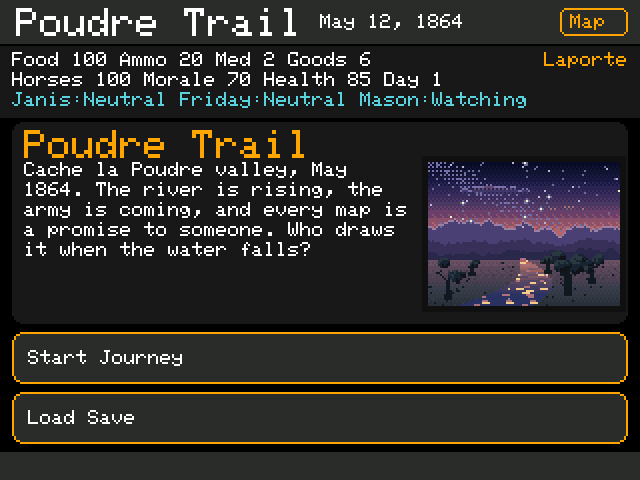 Poudre Trail May 12, 1864 Map
Food 100 Ammo 20 Med 2 Goods 6 Laporte
Horses 100 Morale 70 Health 85 Day 1
Janis:Neutral Friday:Neutral Mason:Watching
Poudre Trail
Cache la Poudre valley, May
1864. The river is rising, the
army is coming, and every map is
a promise to someone. Who draws
it when the water falls?
Start Journey
Load Save